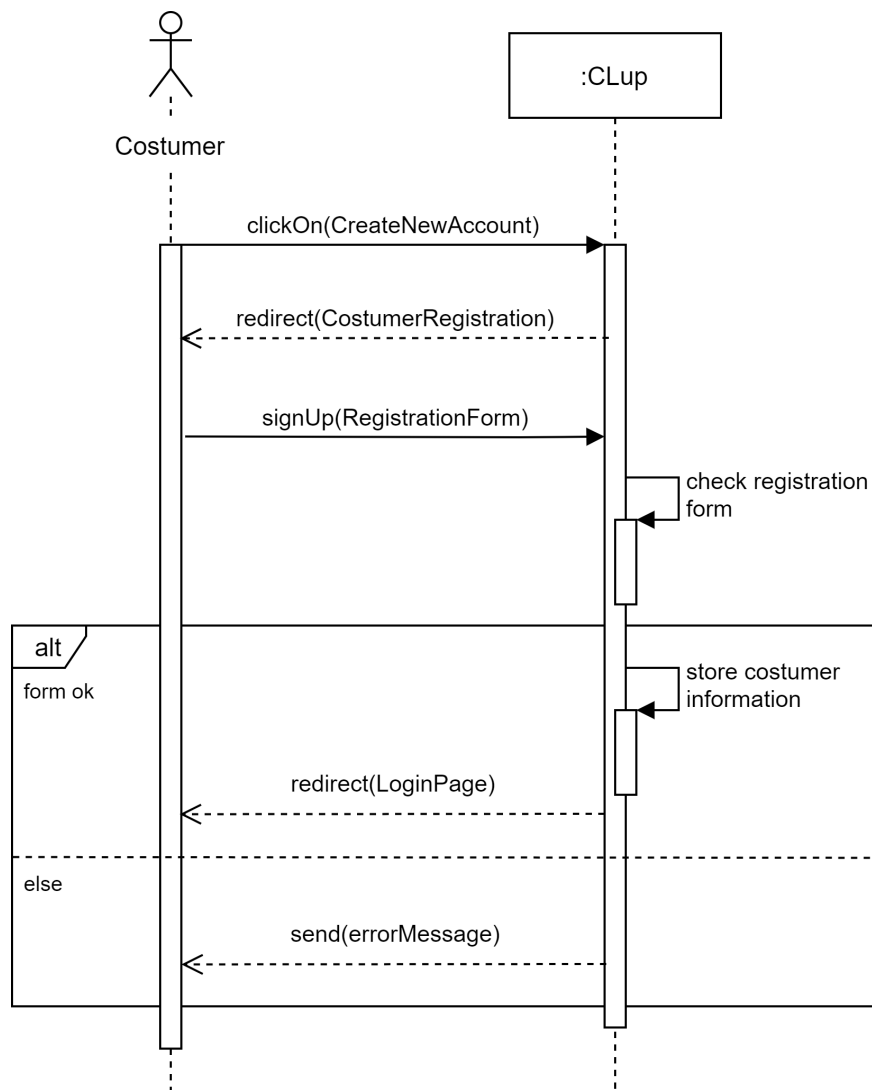 :CLup
Costumer
clickOn(CreateNewAccount)
redirect(CostumerRegistration)
signUp(RegistrationForm)
check registration
form
alt
form ok
store costumer
information
redirect(LoginPage)
else
send(errorMessage)